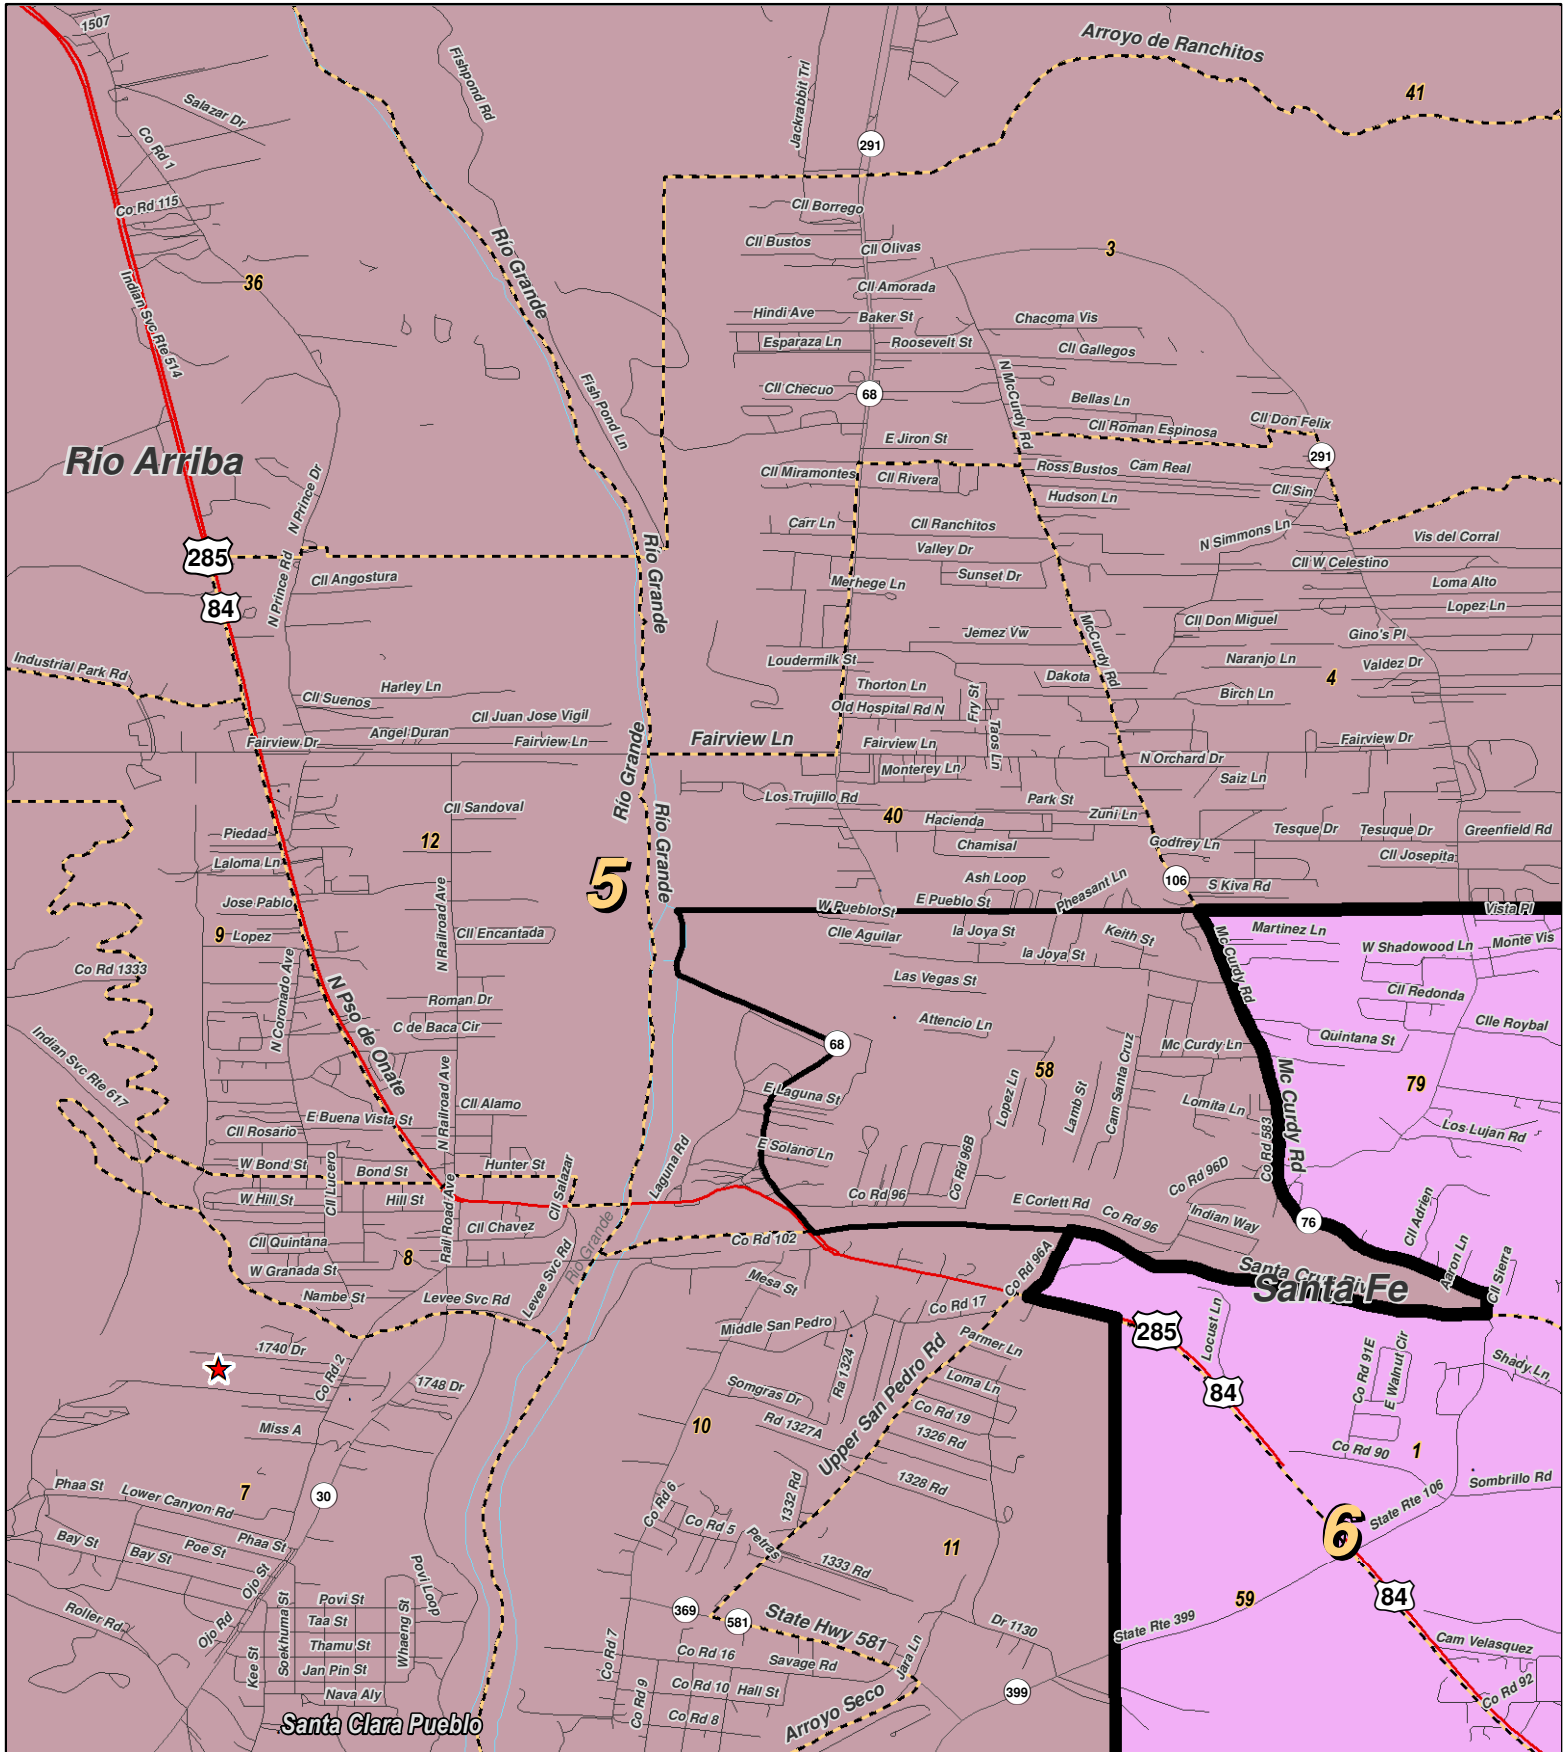 1507
Fishpond Rd
Arroyo de Ranchitos
Jackrabbit Trl
41
Salazar Dr
Co Rd 1
291
Co Rd 115
Cll Borrego
Cll Bustos
Cll Olivas
3
Rio Grande
36
Indian Svc Rte 514
Cll Amorada
Hindi Ave
Baker St
Chacoma Vis
Esparaza Ln
Roosevelt St
Cll Gallegos
Fish Pond Ln
Cll Checuo
68
N McCurdy Rd
Bellas Ln
Cll Don Felix
Cll Roman Espinosa
E Jiron St
Rio Arriba
291
Cll Miramontes
Cll Rivera
Ross Bustos
Cam Real
Hudson Ln
Cll Sin
N Prince Dr
Carr Ln
Cll Ranchitos
N Simmons Ln
Vis del Corral
285
Valley Dr
Cll W Celestino
Rio Grande
N Prince Rd
Cll Angostura
Merhege Ln
Sunset Dr
Loma Alto
84
Lopez Ln
Cll Don Miguel
Jemez Vw
McCurdy Rd
Gino's Pl
Industrial Park Rd
Loudermilk St
Naranjo Ln
Valdez Dr
Dakota
4
Harley Ln
Thorton Ln
Birch Ln
Cll Suenos
Fry St
Old Hospital Rd N
Cll Juan Jose Vigil
Taos Ln
Angel Duran
Fairview Dr
Fairview Ln
Fairview Ln
Fairview Ln
Fairview Dr
Rio Grande
N Orchard Dr
Monterey Ln
Saiz Ln
Los Trujillo Rd
Park St
Cll Sandoval
Rio Grande
40
Hacienda
Zuni Ln
Piedad
12
Tesque Dr
Tesuque Dr
Greenfield Rd
Chamisal
Godfrey Ln
Laloma Ln
Cll Josepita
5
Ash Loop
106
S Kiva Rd
Jose Pablo
N Railroad Ave
Pheasant Ln
W Pueblo St
E Pueblo St
Vista Pl
9
Lopez
Cll Encantada
Clle Aguilar
la Joya St
Keith St
Martinez Ln
W Shadowood Ln
Monte Vis
la Joya St
Mc Curdy Rd
Co Rd 1333
N Coronado Ave
N Pso de Onate
Las Vegas St
Roman Dr
Cll Redonda
C de Baca Cir
Attencio Ln
Clle Roybal
Indian Svc Rte 617
68
Mc Curdy Ln
Quintana St
58
Mc Curdy Rd
79
N Railroad Ave
E Laguna St
Lopez Ln
Lamb St
Cam Santa Cruz
Lomita Ln
Cll Alamo
E Buena Vista St
Cll Rosario
Los Lujan Rd
E Solano Ln
Co Rd 583
W Bond St
Bond St
Hunter St
Laguna Rd
Co Rd 96B
Co Rd 96D
Cll Lucero
Cll Salazar
Rail Road Ave
W Hill St
Hill St
Co Rd 96
E Corlett Rd
Co Rd 96
Indian Way
76
Cll Adrien
Cll Chavez
Cll Quintana
8
Co Rd 102
Rio Grande
Levee Svc Rd
Co Rd 96A
Aaron Ln
Cll Sierra
W Granada St
Mesa St
Santa Fe
Nambe St
Levee Svc Rd
Co Rd 17
Middle San Pedro
285
Locust Ln
1740 Dr
Parmer Ln
Co Rd 91E
E Walnut Cir
Shady Ln
Co Rd 2
Ra 1324
Upper San Pedro Rd
1748 Dr
Somgras Dr
Loma Ln
84
Miss A
10
Rd 1327A
Co Rd 19
1326 Rd
Co Rd 90
1
Phaa St
Lower Canyon Rd
7
30
1332 Rd
1328 Rd
Sombrillo Rd
Co Rd 6
State Rte 106
Co Rd 5
Petras
6
Bay St
Bay St
Poe St
Phaa St
1333 Rd
11
Ojo St
Povi Loop
84
59
Roller Rd
Povi St
Taa St
369
581
State Hwy 581
Dr 1130
State Rte 399
Ojo Rd
Soekhuma St
Whaeng St
Thamu St
Kee St
Co Rd 7
Co Rd 16
Savage Rd
Jara Ln
Cam Velasquez
Jan Pin St
Co Rd 10
Hall St
399
Co Rd 92
Nava Aly
Co Rd 9
Co Rd 8
Arroyo Seco
Santa Clara Pueblo